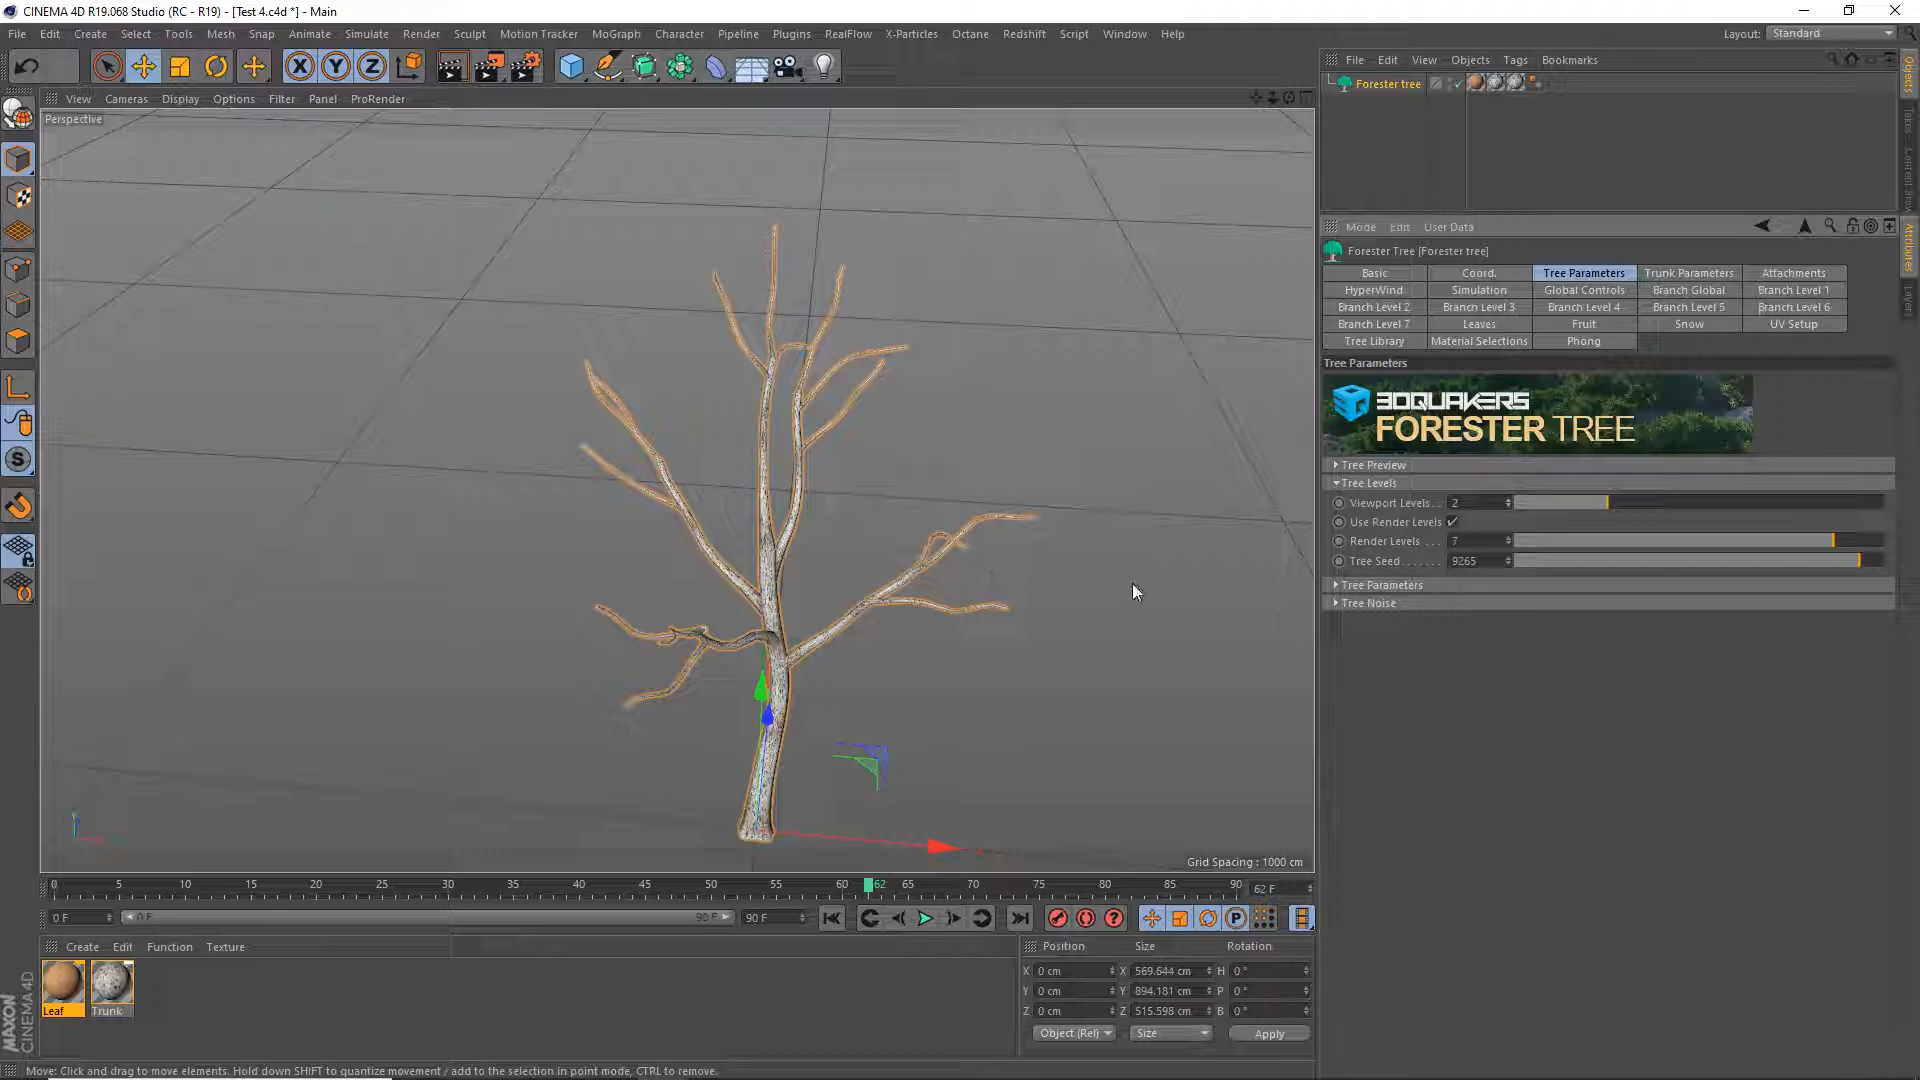 CINEMA 4D R19.068 Studio (RC - R19) - [Test 4.c4d *] - Main
File Edit Create Select Tools Mesh Snap Animate Simulate Render Sculpt Motion Tracker MoGraph Character Pipeline Plugins RealFlow X-Particles Octane Redshift Script Window Help
Layout: Standard
X Y Z
View Cameras Display Options Filter Panel ProRender
Perspective
File Edit View Objects Tags Bookmarks
Forester tree
Objects
Takes
Attributes
Layers
Mode Edit User Data
Forester Tree [Forester tree]
Basic Coord. Tree Parameters Trunk Parameters Attachments
HyperWind Simulation Global Controls Branch Global Branch Level 1
Branch Level 2 Branch Level 3 Branch Level 4 Branch Level 5 Branch Level 6
Branch Level 7 Leaves Fruit Snow UV Setup
Tree Library Material Selections Phong
Tree Parameters
3DQUAKERS
FORESTER TREE
Tree Preview
Tree Levels
Viewport Levels . . 2
Use Render Levels
Render Levels . . . 7
Tree Seed . . . . . . . 9265
Tree Parameters
Tree Noise
S
Grid Spacing : 1000 cm
0 5 10 15 20 25 30 35 40 45 50 55 60 62 65 70 75 80 85 90 62 F
0 F 0 F 90 F 90 F
P
Create Edit Function Texture
Leaf Trunk
Position Size Rotation
X 0 cm X 569.644 cm H 0 °
Y 0 cm Y 894.181 cm P 0 °
Z 0 cm Z 515.598 cm B 0 °
Object (Rel) Size Apply
MAXON
CINEMA 4D
Move: Click and drag to move elements. Hold down SHIFT to quantize movement / add to the selection in point mode, CTRL to remove.